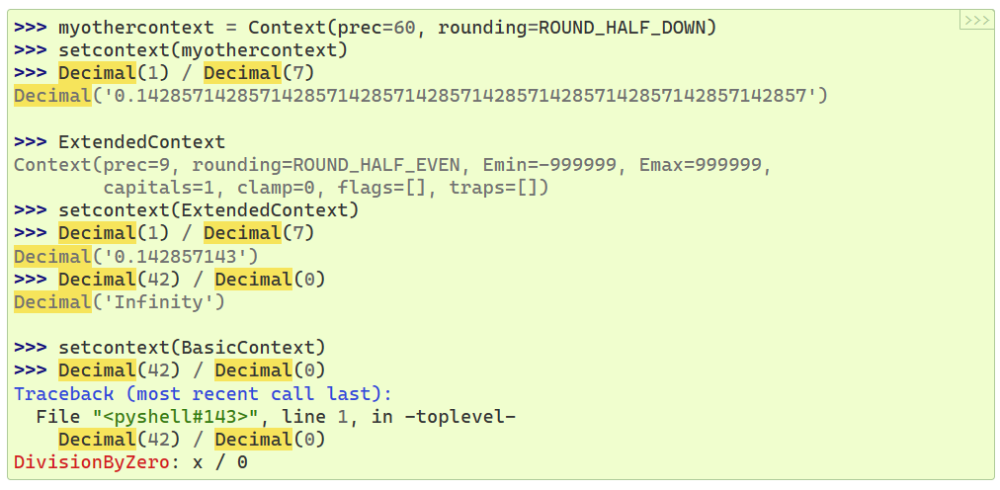 >>> myothercontext = Context(prec=60, rounding=ROUND_HALF_DOWN)
>>>
>>> setcontext(myothercontext)
>>> Decimal(1) / Decimal(7)
Decimal('0.142857142857142857142857142857142857142857142857142857142857')
>>> ExtendedContext
Context(prec=9, rounding=ROUND_HALF_EVEN, Emin=-999999, Emax=999999,
        capitals=1, clamp=0, flags=[], traps=[])
>>> setcontext(ExtendedContext)
>>> Decimal(1) / Decimal(7)
Decimal('0.142857143')
>>> Decimal(42) / Decimal(0)
Decimal('Infinity')
>>> setcontext(BasicContext)
>>> Decimal(42) / Decimal(0)
Traceback (most recent call last):
  File "<pyshell#143>", line 1, in -toplevel-
    Decimal(42) / Decimal(0)
DivisionByZero: x / 0